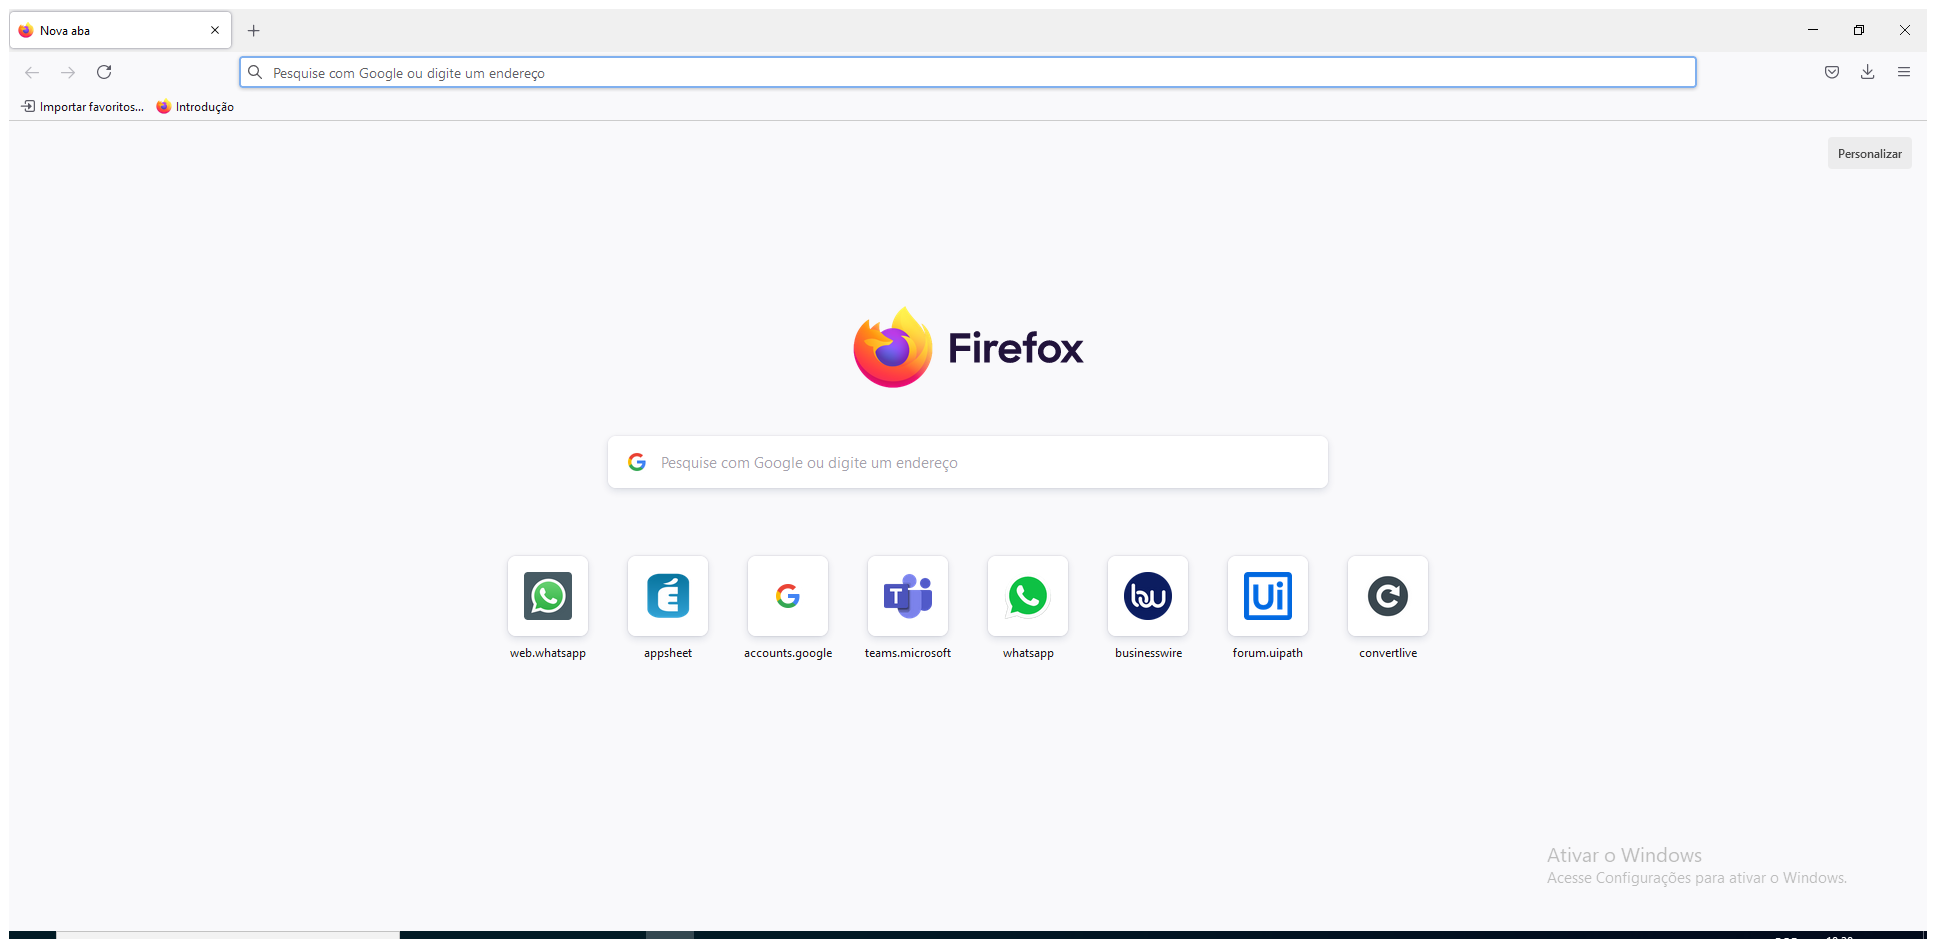 Nova aba
Pesquise com Google ou digite um endereço
Importar favoritos... Introdução
Personalizar
Firefox
Pesquise com Google ou digite um endereço
web.whatsapp appsheet accounts.google teams.microsoft whatsapp businesswire forum.uipath convertlive
Ativar o Windows
Acesse Configurações para ativar o Windows.